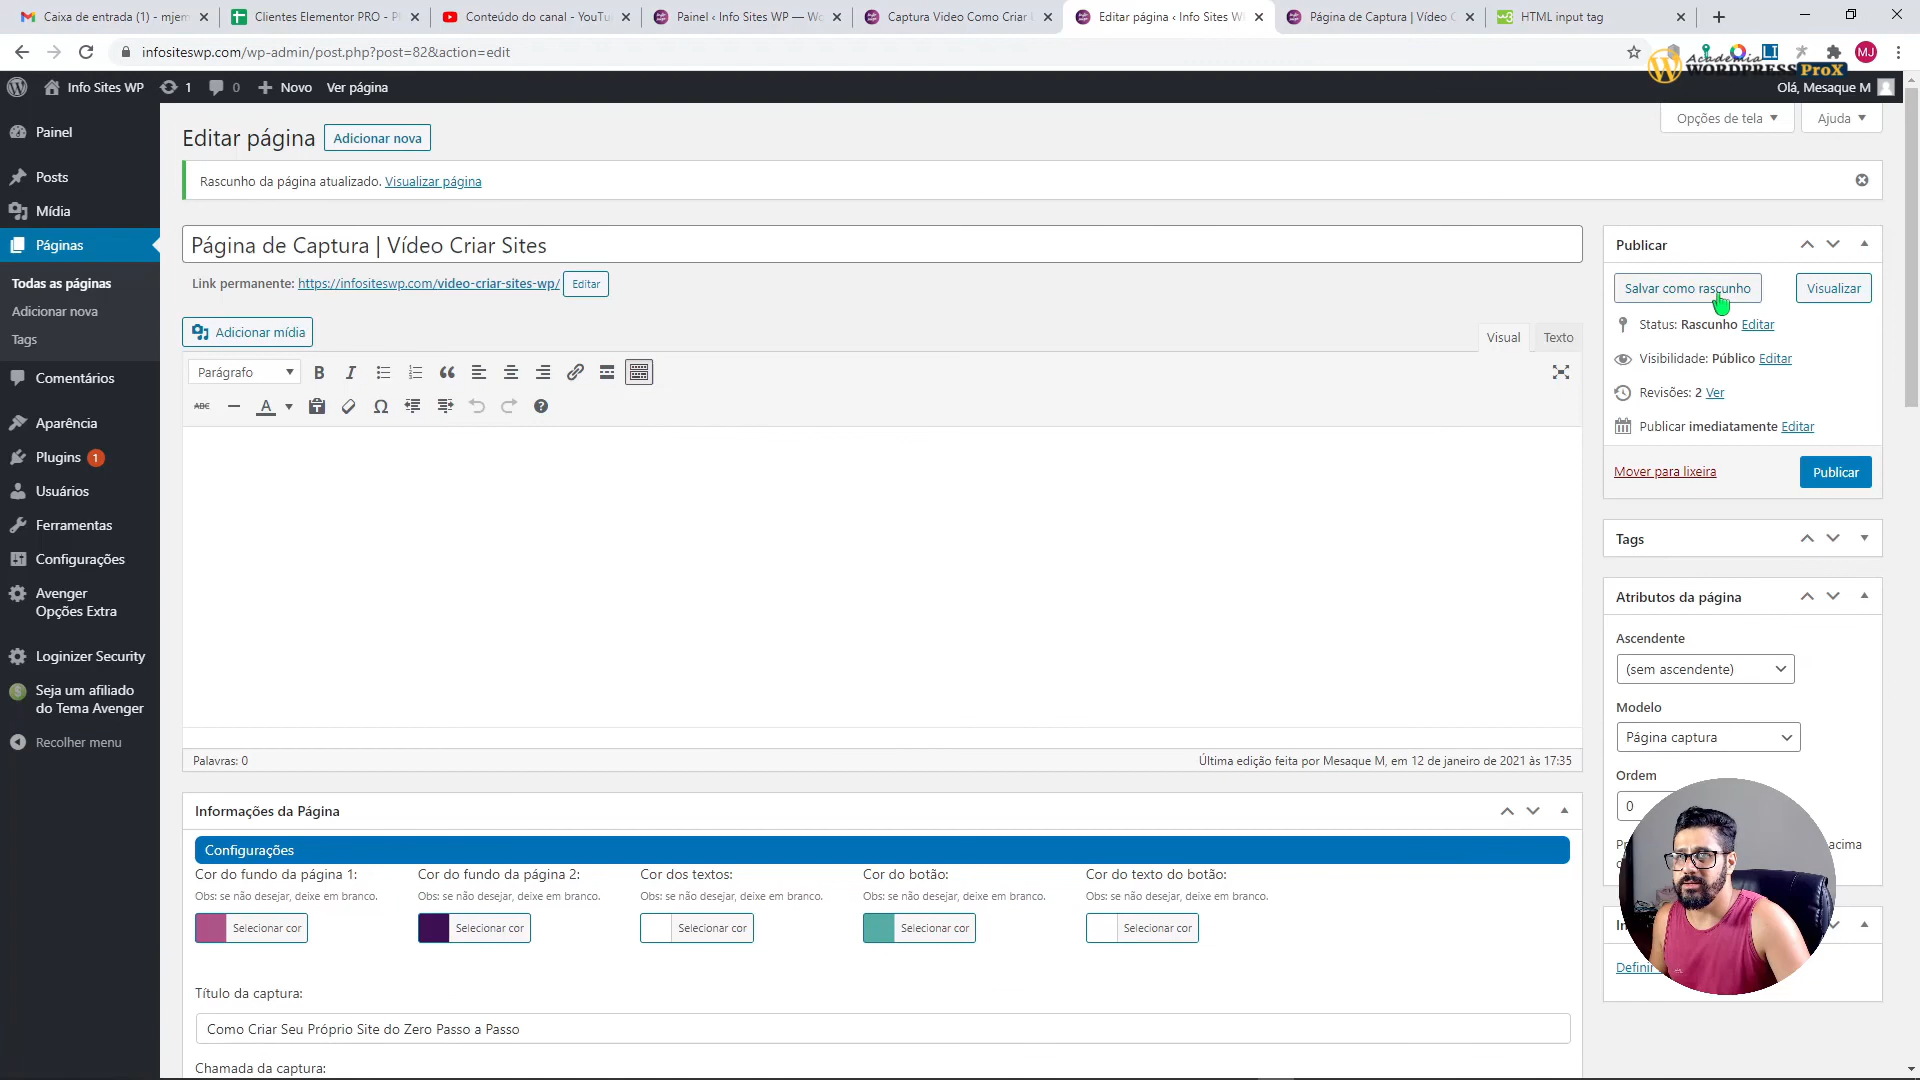 Caixa de entrada (1) - mjem
Clientes Elementor PRO - Pl
Conteúdo do canal - YouTu
Painel ‹ Info Sites WP — Wo
Captura Video Como Criar
Editar página ‹ Info Sites W
Página de Captura | Vídeo C
HTML input tag
infositeswp.com/wp-admin/post.php?post=82&action=edit
MJ
Academia
WORDPRESS ProX
Info Sites WP
1
0
Novo
Ver página
Olá, Mesaque M
Painel
Posts
Mídia
Páginas
Todas as páginas
Adicionar nova
Tags
Comentários
Aparência
Plugins 1
Usuários
Ferramentas
Configurações
Avenger
Opções Extra
Loginizer Security
Seja um afiliado
do Tema Avenger
Recolher menu
Opções de tela
Ajuda
Editar página
Adicionar nova
Rascunho da página atualizado. Visualizar página
Página de Captura | Vídeo Criar Sites
Link permanente: https://infositeswp.com/video-criar-sites-wp/ Editar
Adicionar mídia
Visual
Texto
Parágrafo
B
I
ABC
A
Palavras: 0
Última edição feita por Mesaque M, em 12 de janeiro de 2021 às 17:35
Informações da Página
Configurações
Cor do fundo da página 1:
Obs: se não desejar, deixe em branco.
Selecionar cor
Cor do fundo da página 2:
Obs: se não desejar, deixe em branco.
Selecionar cor
Cor dos textos:
Obs: se não desejar, deixe em branco.
Selecionar cor
Cor do botão:
Obs: se não desejar, deixe em branco.
Selecionar cor
Cor do texto do botão:
Obs: se não desejar, deixe em branco.
Selecionar cor
Título da captura:
Como Criar Seu Próprio Site do Zero Passo a Passo
Chamada da captura:
Publicar
Salvar como rascunho
Visualizar
Status: Rascunho Editar
Visibilidade: Público Editar
Revisões: 2 Ver
Publicar imediatamente Editar
Mover para lixeira
Publicar
Tags
Atributos da página
Ascendente
(sem ascendente)
Modelo
Página captura
Ordem
0
acima
Definir